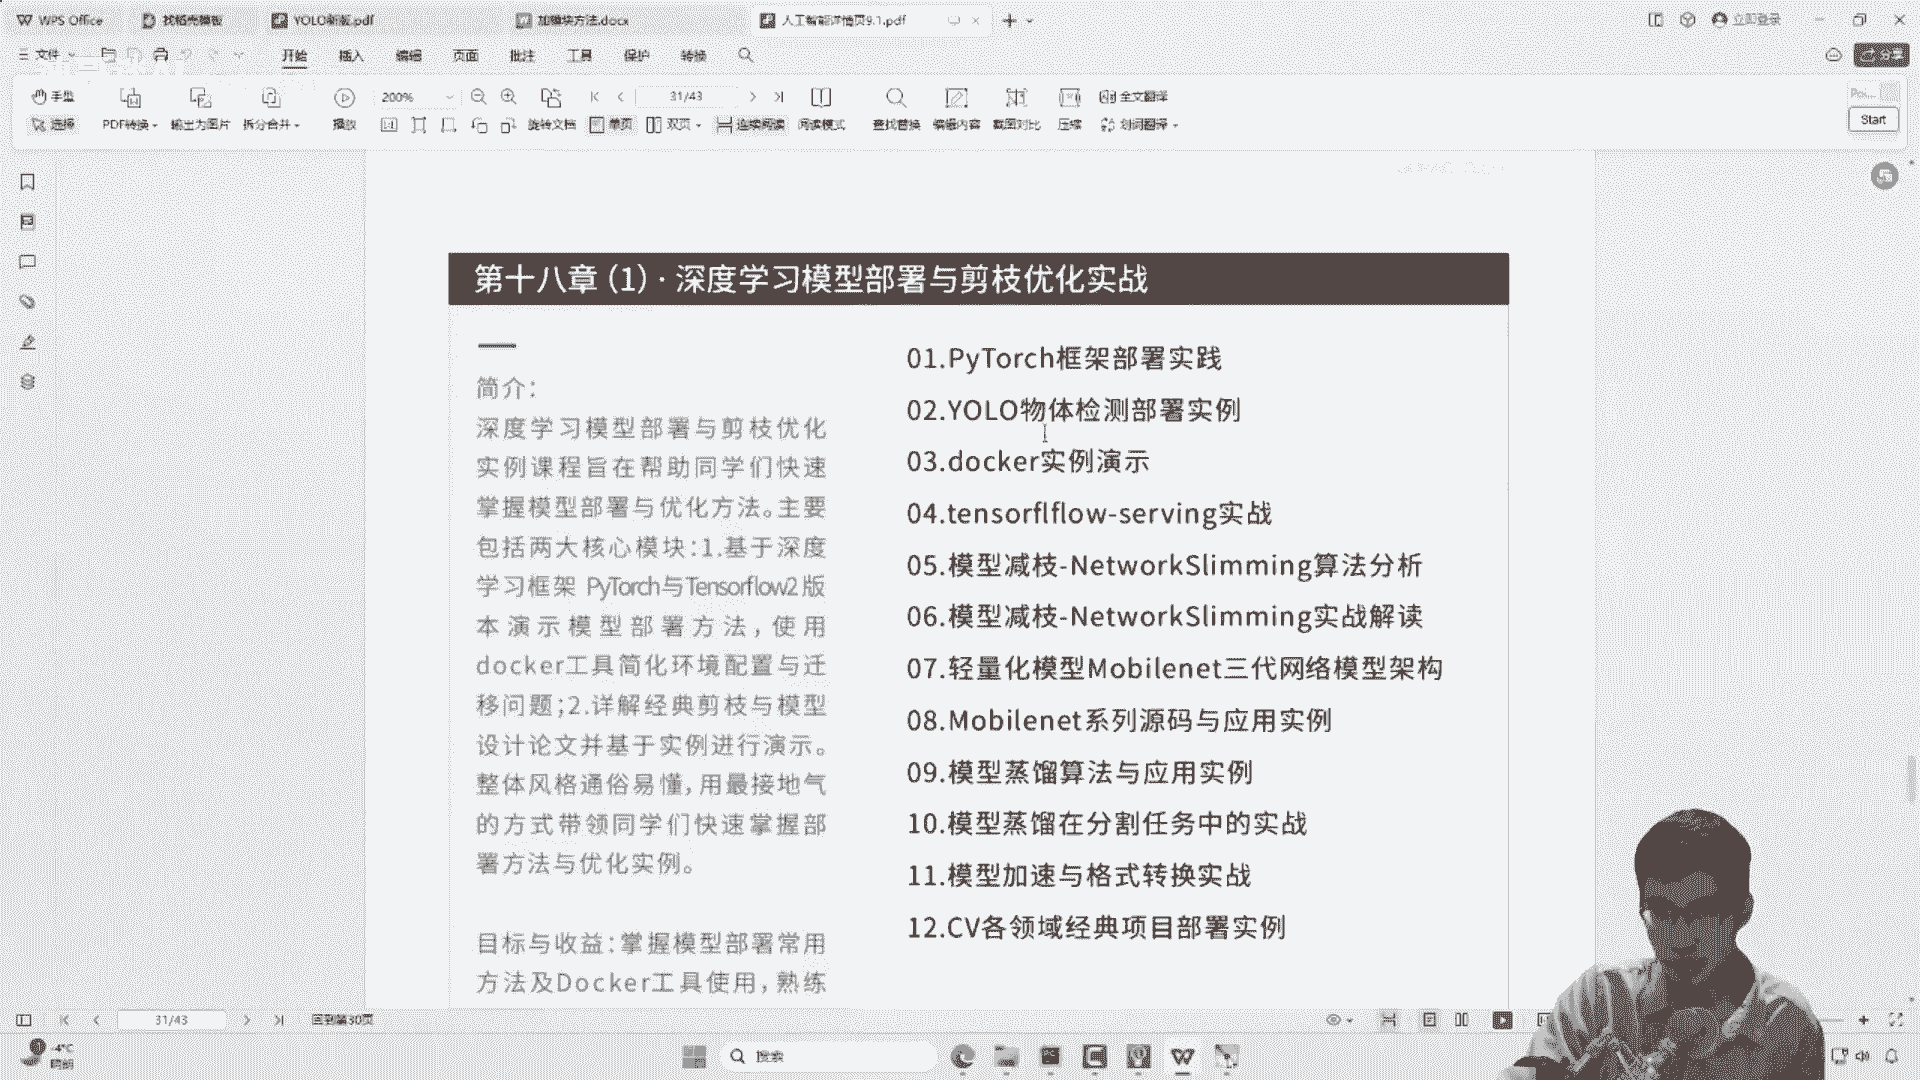 WPS Office
找稻壳模板
YOLO新版.pdf
加模块方法.docx
人工智能详情页9.1.pdf
立即登录
文件
开始
插入
编辑
页面
批注
工具
保护
转换
分享
手型
200%
31/43
全文翻译
选择
PDF转换
输出为图片
拆分合并
播放
旋转文档
单页
双页
连续阅读
阅读模式
查找替换
编辑内容
截图对比
压缩
划词翻译
Start
第十八章 (1) · 深度学习模型部署与剪枝优化实战
简介:
深度学习模型部署与剪枝优化
实例课程旨在帮助同学们快速
掌握模型部署与优化方法。主要
包括两大核心模块:1.基于深度
学习框架 PyTorch与Tensorflow2版
本演示模型部署方法,使用
docker工具简化环境配置与迁
移问题;2.详解经典剪枝与模型
设计论文并基于实例进行演示。
整体风格通俗易懂,用最接地气
的方式带领同学们快速掌握部
署方法与优化实例。
目标与收益:掌握模型部署常用
方法及Docker工具使用,熟练
01.PyTorch框架部署实践
02.YOLO物体检测部署实例
03.docker实例演示
04.tensorflflow-serving实战
05.模型减枝-NetworkSlimming算法分析
06.模型减枝-NetworkSlimming实战解读
07.轻量化模型Mobilenet三代网络模型架构
08.Mobilenet系列源码与应用实例
09.模型蒸馏算法与应用实例
10.模型蒸馏在分割任务中的实战
11.模型加速与格式转换实战
12.CV各领域经典项目部署实例
31/43
回到第30页
-4°C
晴朗
搜索